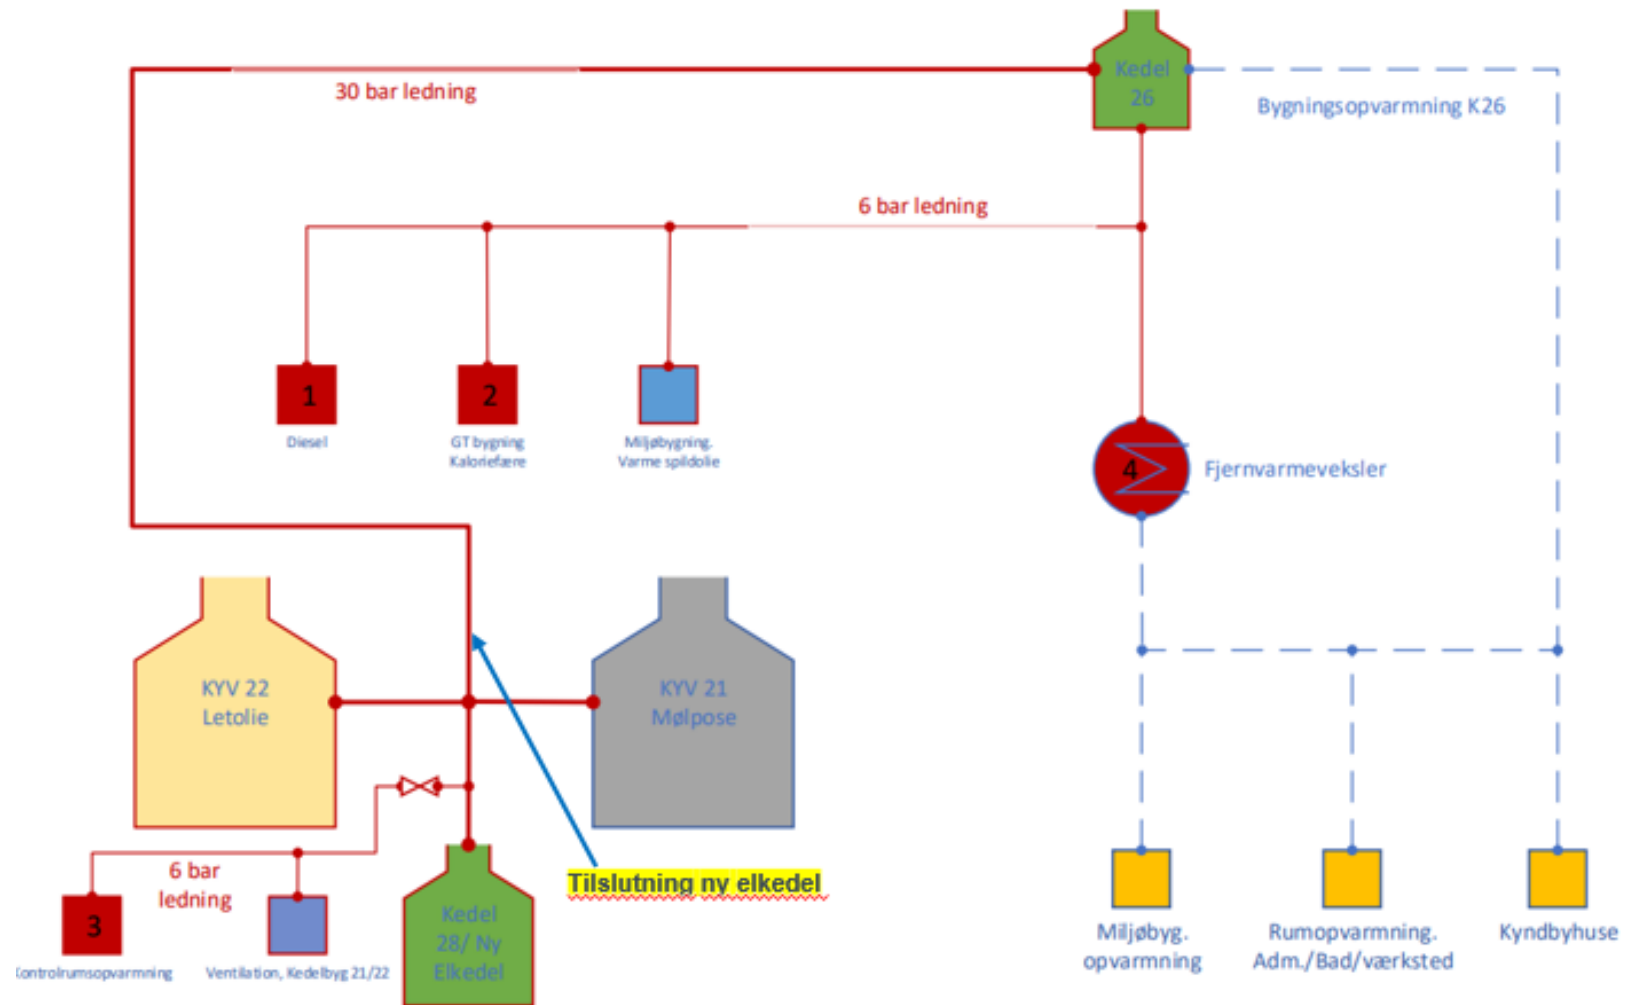 Kedel
26
30 bar ledning
Bygningsopvarmning K26
6 bar ledning
1
2
Diesel
GT bygning
Kaloriefære
Miljøbygning.
Varme spildolie
4
Fjernvarmeveksler
KYV 22
Letolie
KYV 21
Mølpose
6 bar
ledning
Tilslutning ny elkedel
3
Kedel
28/ Ny
Elkedel
Kontrolrumsopvarmning
Ventilation, Kedelbyg 21/22
Miljøbyg.
opvarmning
Rumopvarmning.
Adm./Bad/værksted
Kyndbyhuse